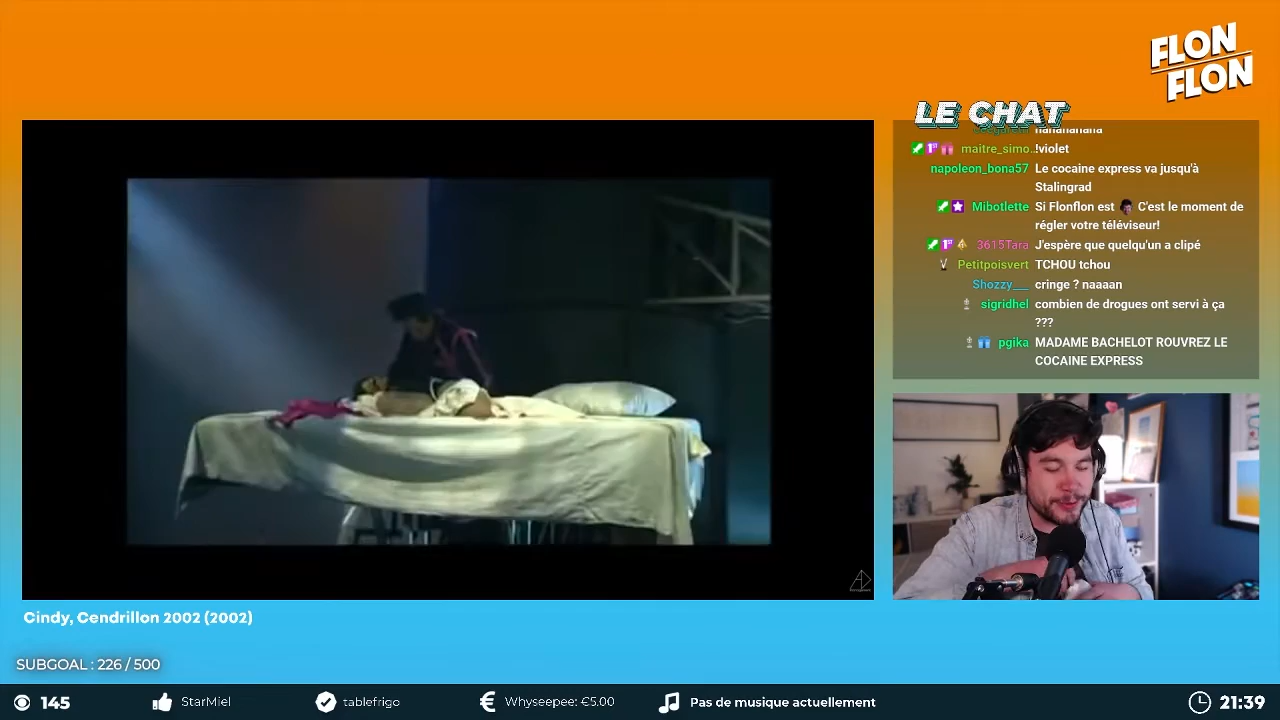 FLON
FLON
LE CHAT
hahahahaha
maitre_simo.. !violet
napoleon_bona57 Le cocaine express va jusqu'à
Stalingrad
Mibotlette Si Flonflon est C'est le moment de
régler votre téléviseur!
3615Tara J'espère que quelqu'un a clipé
Petitpoisvert TCHOU tchou
Shozzy__ cringe ? naaaan
sigridhel combien de drogues ont servi à ça
???
pgika MADAME BACHELOT ROUVREZ LE
COCAINE EXPRESS
Cindy, Cendrillon 2002 (2002)
SUBGOAL : 226 / 500
145 StarMiel tablefrigo € Whyseepee: €5.00 Pas de musique actuellement 21:39